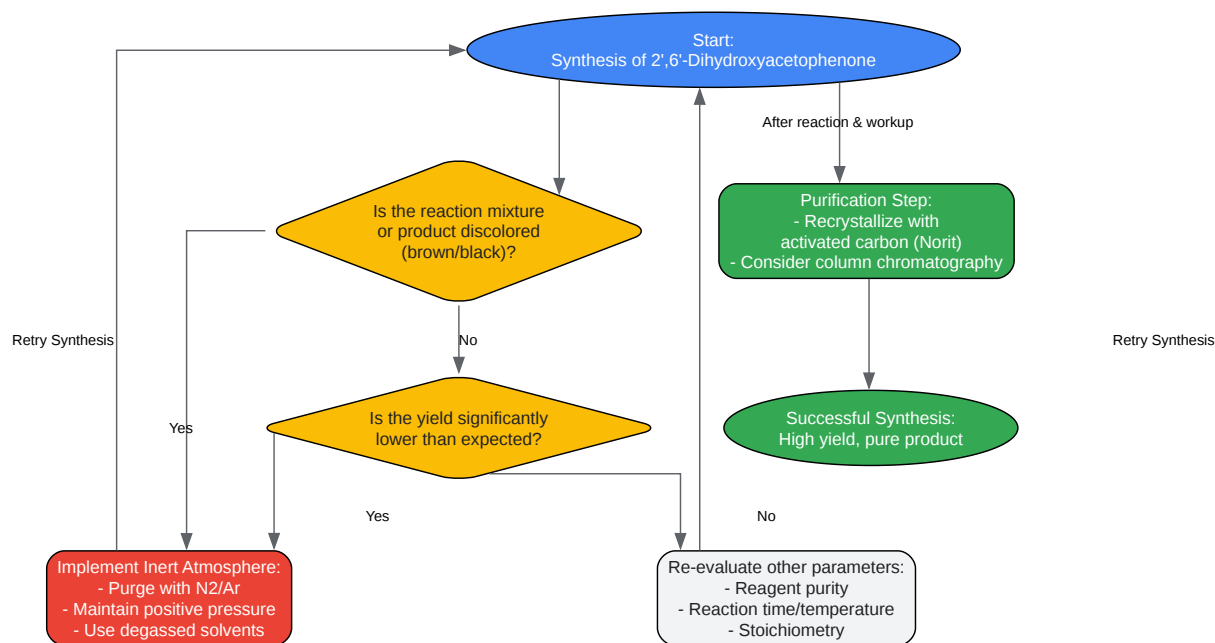 Start:
Synthesis of 2',6'-Dihydroxyacetophenone
After reaction & workup
Is the reaction mixture
or product discolored
(brown/black)?
Purification Step:
- Recrystallize with
activated carbon (Norit)
- Consider column chromatography
Retry Synthesis
No
Retry Synthesis
Yes
Is the yield significantly
lower than expected?
Successful Synthesis:
High yield, pure product
Yes
No
Implement Inert Atmosphere:
- Purge with N2/Ar
- Maintain positive pressure
- Use degassed solvents
Re-evaluate other parameters:
- Reagent purity
- Reaction time/temperature
- Stoichiometry